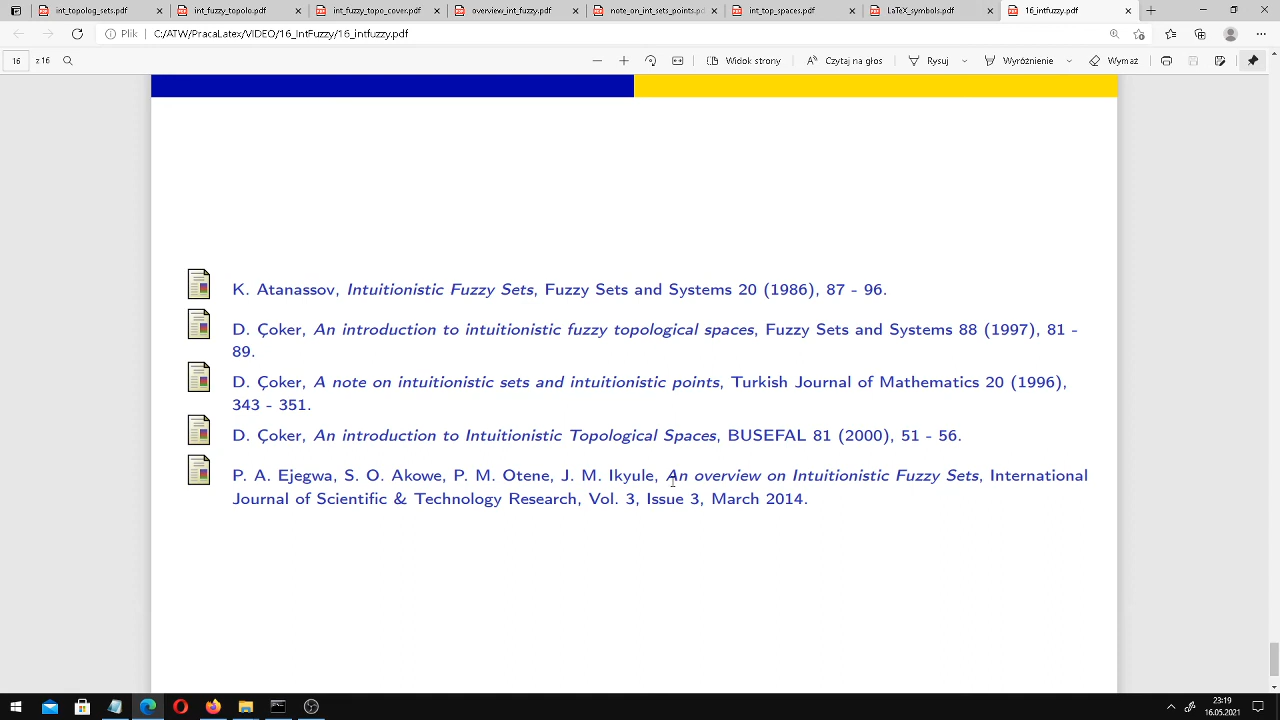 int_topolog_sets.pdf
int_fuzzy_topol.pdf
int_fuzzy_topo_cover.pdf
overview_int_fuzzy.pdf
note_on_int_sets_points.pdf
int_top_spaces.pdf
LaTeX_symbols.pdf
16_intfuzzy.pdf
Plik C:/ATW/PracaLatex/VIDEO/16_IntFuzzy/16_Intfuzzy.pdf
16 z 16
Widok strony
Czytaj na głos
Rysuj
Wyróżnienie
Wymaż
K. Atanassov, Intuitionistic Fuzzy Sets, Fuzzy Sets and Systems 20 (1986), 87 - 96.
D. Çoker, An introduction to intuitionistic fuzzy topological spaces, Fuzzy Sets and Systems 88 (1997), 81 -
89.
D. Çoker, A note on intuitionistic sets and intuitionistic points, Turkish Journal of Mathematics 20 (1996),
343 - 351.
D. Çoker, An introduction to Intuitionistic Topological Spaces, BUSEFAL 81 (2000), 51 - 56.
P. A. Ejegwa, S. O. Akowe, P. M. Otene, J. M. Ikyule, An overview on Intuitionistic Fuzzy Sets, International
Journal of Scientific & Technology Research, Vol. 3, Issue 3, March 2014.
23:19
16.05.2021